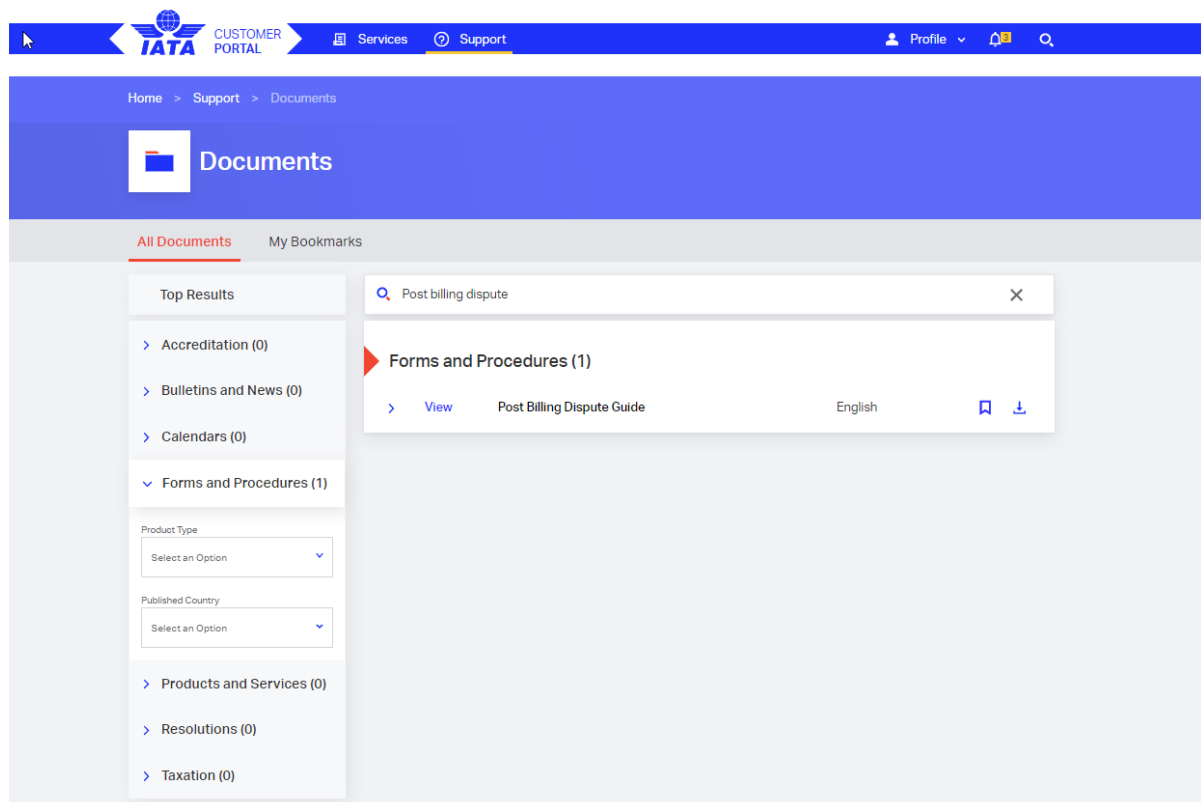 IATA
CUSTOMER
PORTAL
Services
Support
Profile
3
Home > Support > Documents
Documents
All Documents
My Bookmarks
Top Results
Post billing dispute
Accreditation (0)
Bulletins and News (0)
Calendars (0)
Forms and Procedures (1)
Product Type
Select an Option
Published Country
Select an Option
Products and Services (0)
Resolutions (0)
Taxation (0)
Forms and Procedures (1)
View Post Billing Dispute Guide English